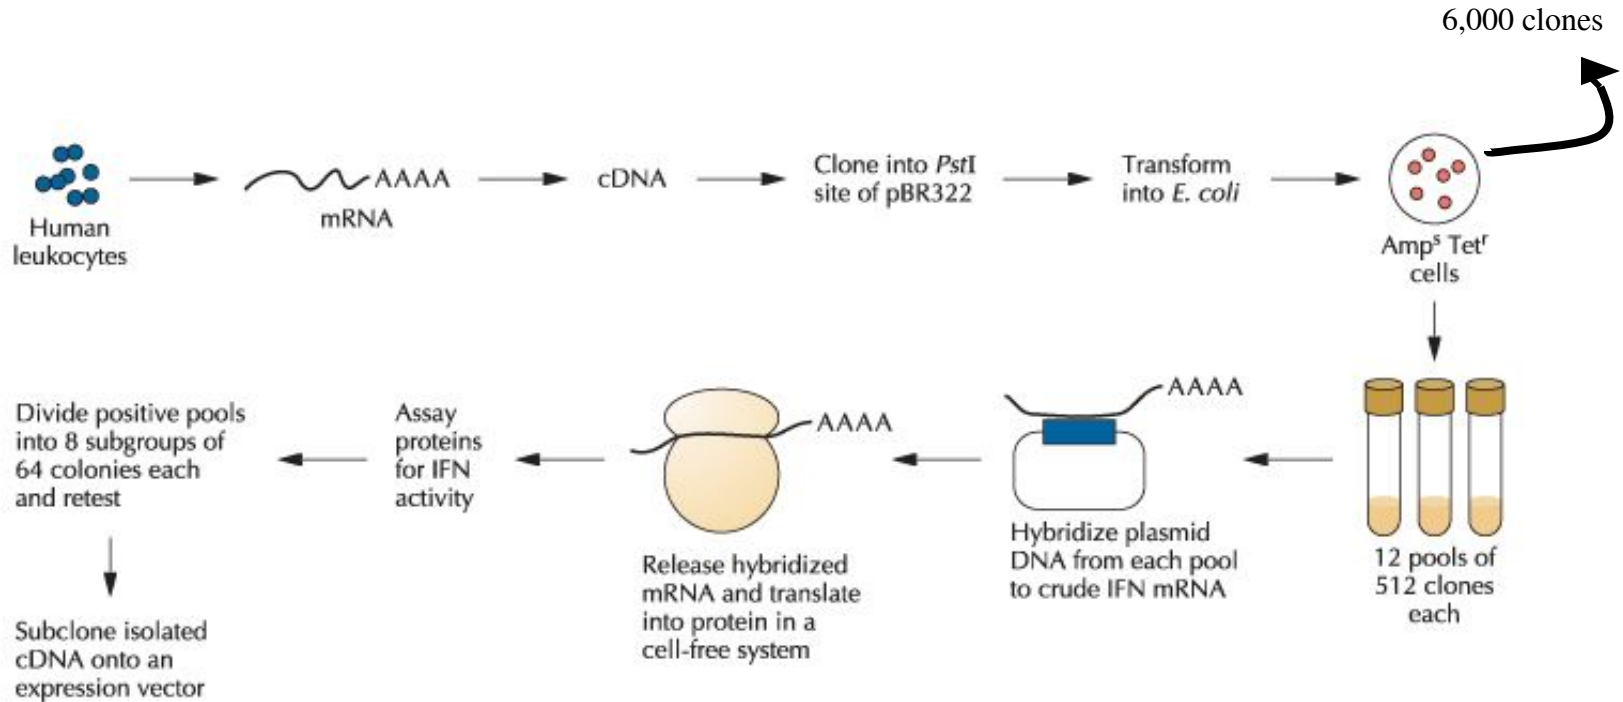 6,000 clones
Human
leukocytes
AAAA
mRNA
cDNA
Clone into PstI
site of pBR322
Transform
into E. coli
Ampˢ Tetʳ
cells
12 pools of
512 clones
each
AAAA
Hybridize plasmid
DNA from each pool
to crude IFN mRNA
AAAA
Release hybridized
mRNA and translate
into protein in a
cell-free system
Assay
proteins
for IFN
activity
Divide positive pools
into 8 subgroups of
64 colonies each
and retest
Subclone isolated
cDNA onto an
expression vector